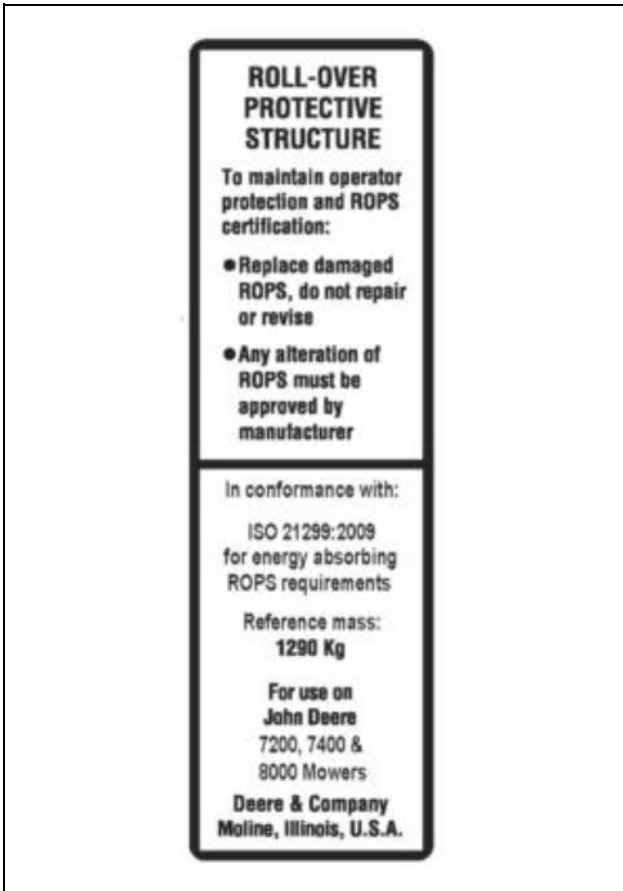 ROLL-OVER
PROTECTIVE
STRUCTURE
To maintain operator
protection and ROPS
certification:
●Replace damaged
ROPS, do not repair
or revise
●Any alteration of
ROPS must be
approved by
manufacturer
In conformance with:
ISO 21299:2009
for energy absorbing
ROPS requirements
Reference mass:
1290 Kg
For use on
John Deere
7200, 7400 &
8000 Mowers
Deere & Company
Moline, Illinois, U.S.A.